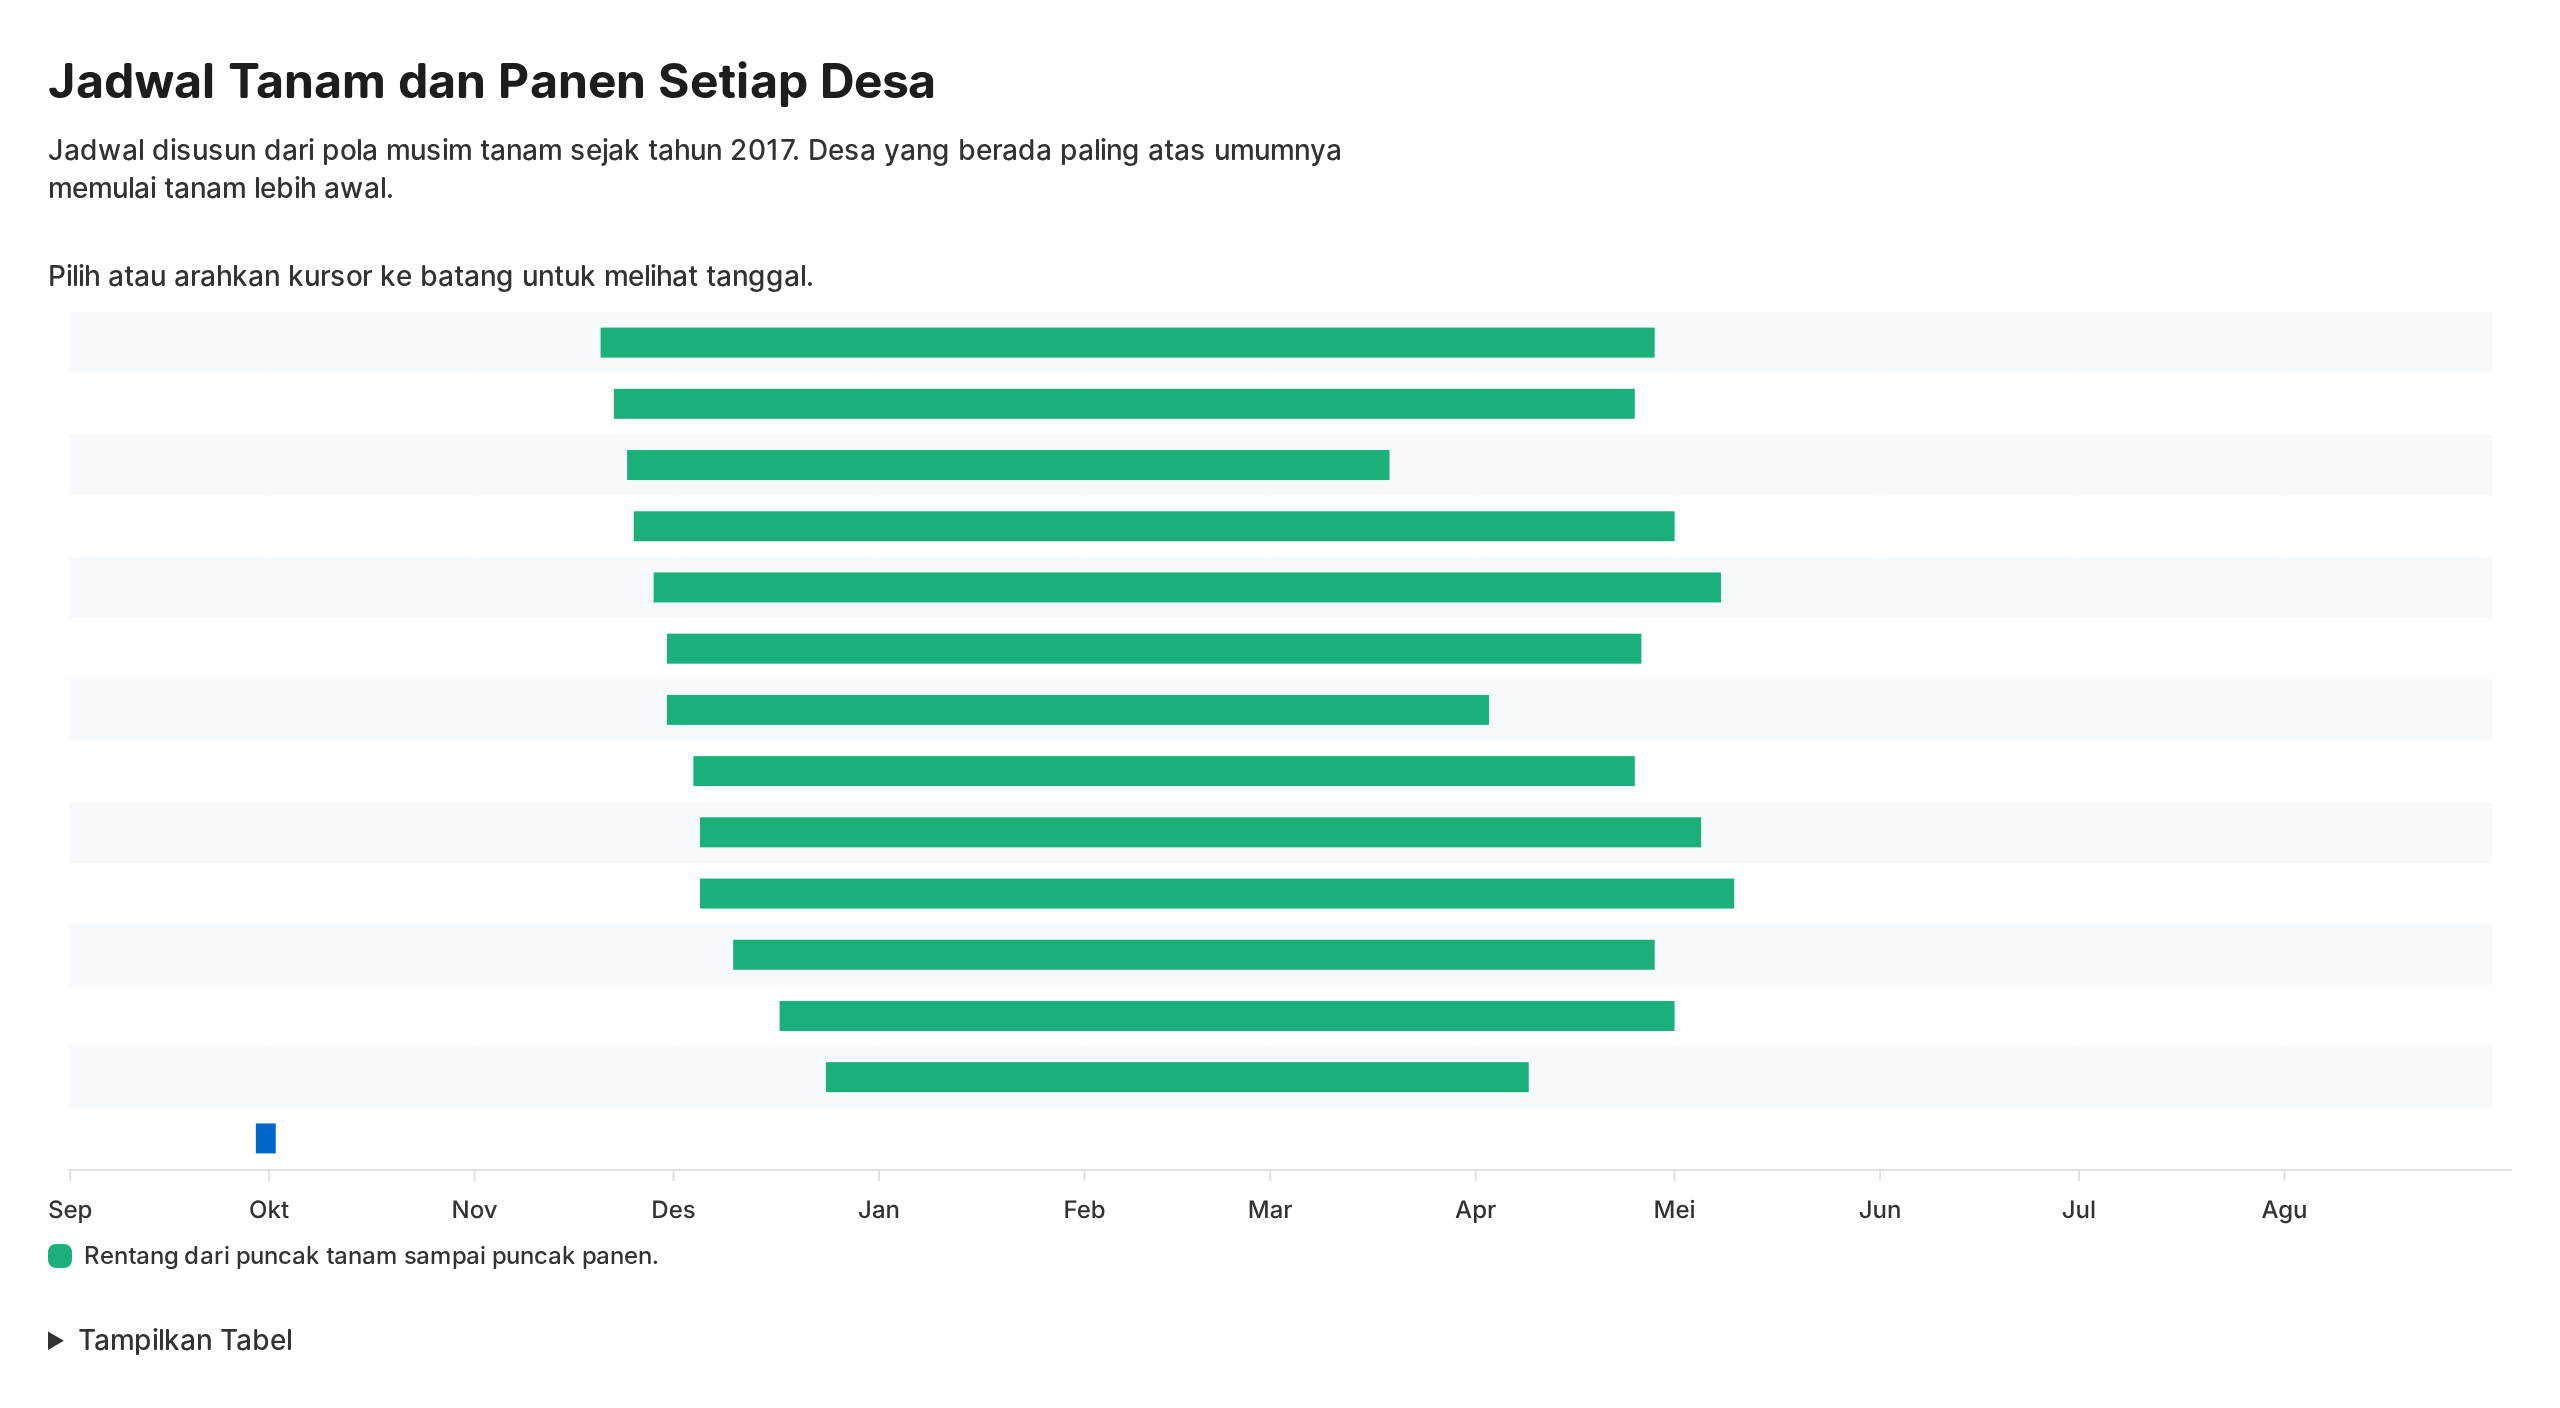 Jadwal Tanam dan Panen Setiap Desa
Jadwal disusun dari pola musim tanam sejak tahun 2017. Desa yang berada paling atas umumnya
memulai tanam lebih awal.
Pilih atau arahkan kursor ke batang untuk melihat tanggal.
Sep Okt Nov Des Jan Feb Mar Apr Mei Jun Jul Agu
Rentang dari puncak tanam sampai puncak panen.
Tampilkan Tabel